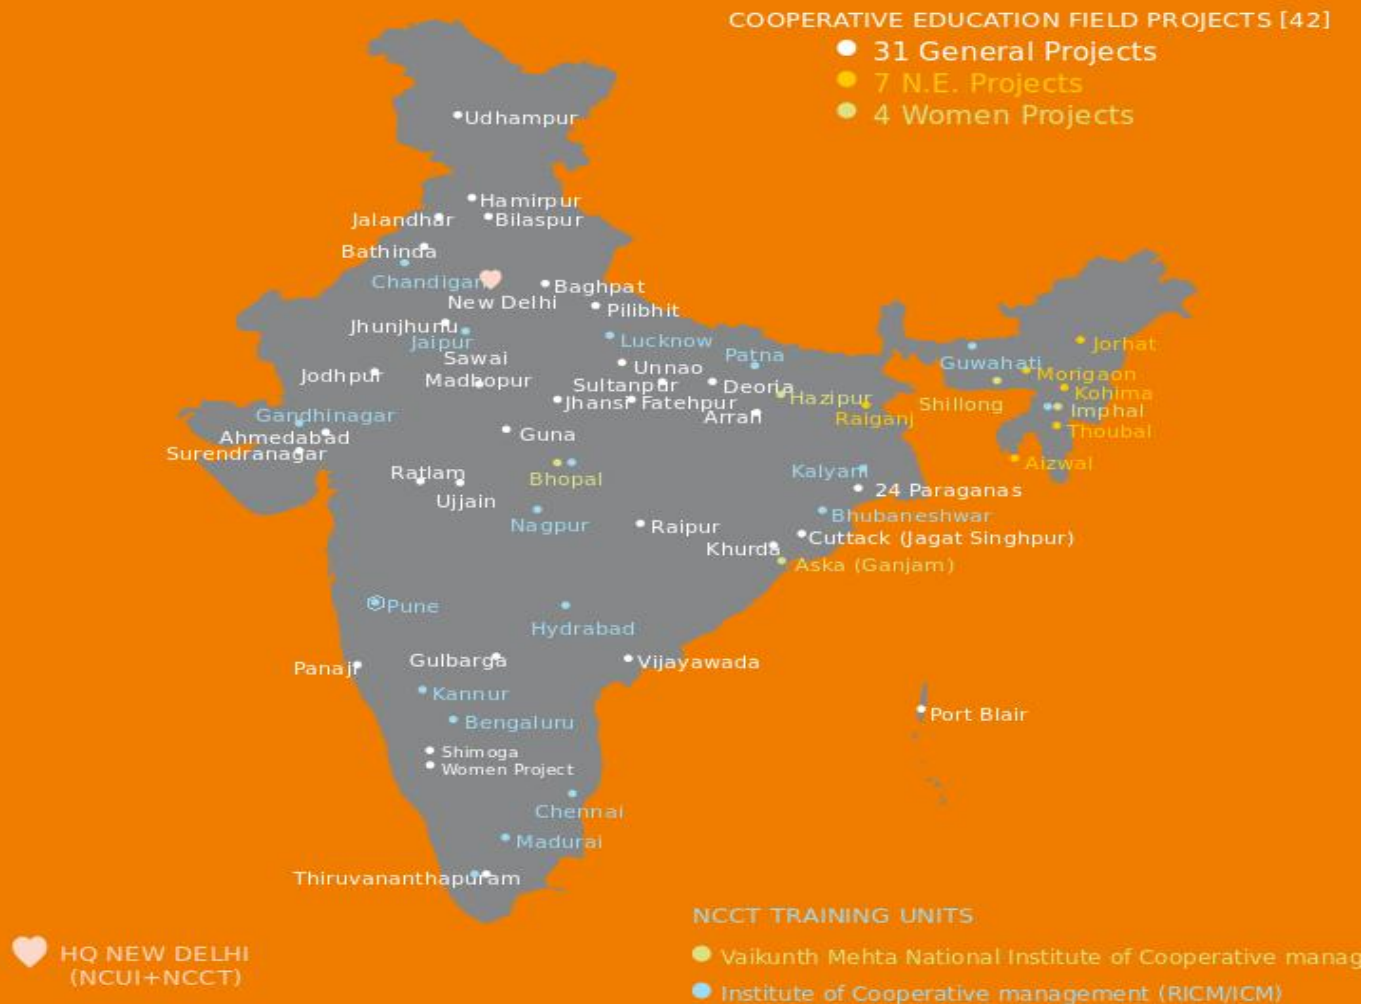 COOPERATIVE EDUCATION FIELD PROJECTS [42]
31 General Projects
7 N.E. Projects
4 Women Projects
Udhampur
Hamirpur
Jalandhar
Bilaspur
Bathinda
Chandigarh
Baghpat
New Delhi
Pilibhit
Jhunjhunu
Jaipur
Lucknow
Jorhat
Patna
Guwahati
Sawai
Madhopur
Unnao
Morigaon
Jodhpur
Sultanpur
Deoria
Kohima
Hazipur
Shillong
Jhansi
Fatehpur
Gandhinagar
Arrah
Raiganj
Imphal
Thoubal
Ahmedabad
Guna
Surendranagar
Aizwal
Ratlam
Bhopal
Kalyani
Ujjain
24 Paraganas
Nagpur
Raipur
Bhubaneshwar
Cuttack (Jagat Singhpur)
Khurda
Aska (Ganjam)
Pune
Hydrabad
Panaji
Gulbarga
Vijayawada
Kannur
Port Blair
Bengaluru
Shimoga
Women Project
Chennai
Madurai
Thiruvananthapuram
NCCT TRAINING UNITS
HQ NEW DELHI
(NCUI+NCCT)
Vaikunth Mehta National Institute of Cooperative manag
Institute of Cooperative management (RICM/ICM)